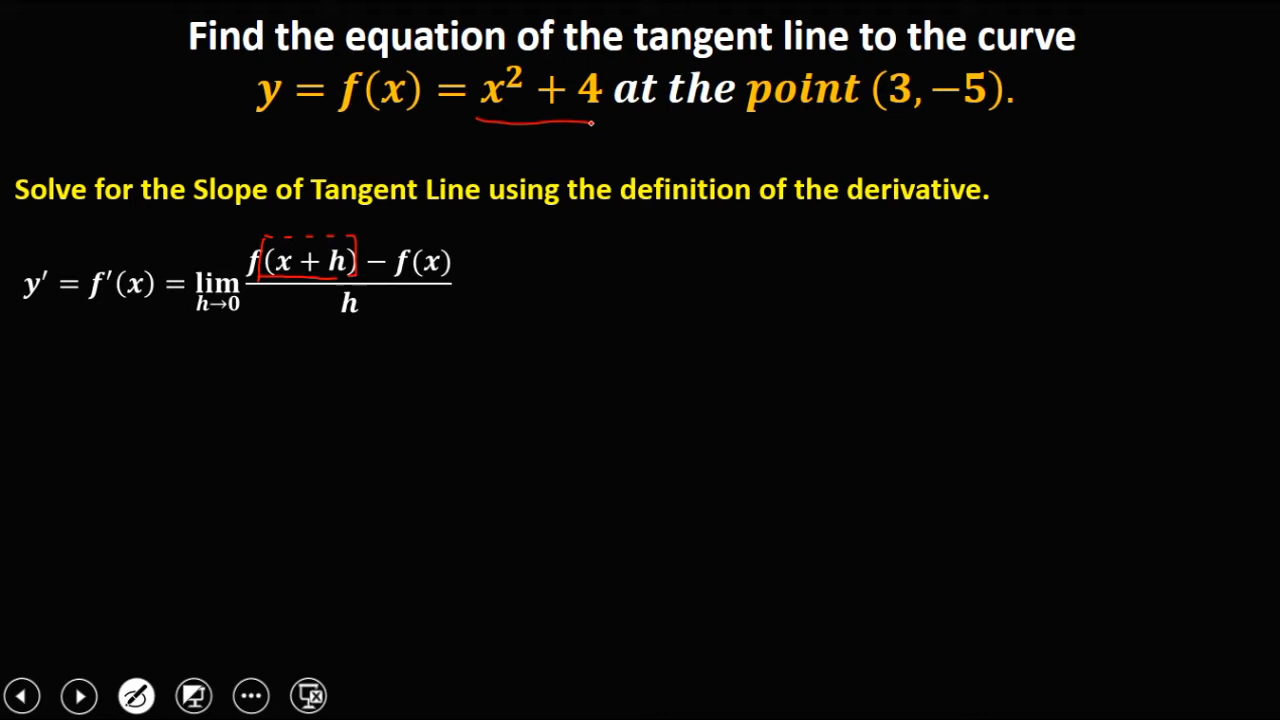 Find the equation of the tangent line to the curve
y = f(x) = x² + 4 at the point (3, −5).
Solve for the Slope of Tangent Line using the definition of the derivative.
y′ = f′(x) = lim h→0 f(x + h) − f(x) / h